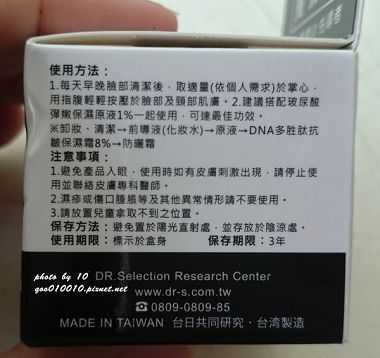 使用方法：
1.每天早晚臉部清潔後，取適量(依個人需求)於掌心，
用指腹輕輕按壓於臉部及頸部肌膚。2.建議搭配玻尿酸
彈嫩保濕原液1%一起使用，可達最佳功效。
※卸妝、清潔→前導液(化妝水)→原液→DNA多胜肽抗
皺保濕霜8%→防曬霜
注意事項：
1.避免產品入眼，使用時如有皮膚刺激出現，請停止使
用並聯絡皮膚專科醫師。
2.濕疹或傷口腫脹等及其他異常情形請不要使用。
3.請放置兒童拿取不到之位置。
保存方法：避免置於陽光直射處，並存放於陰涼處。
使用期限：標示於盒身 保存期限：3年
photo by 10
goo010010.pixnet.net
DR.Selection Research Center
www.dr-s.com.tw
☎0809-0809-85
MADE IN TAIWAN 台日共同研究・台湾製造